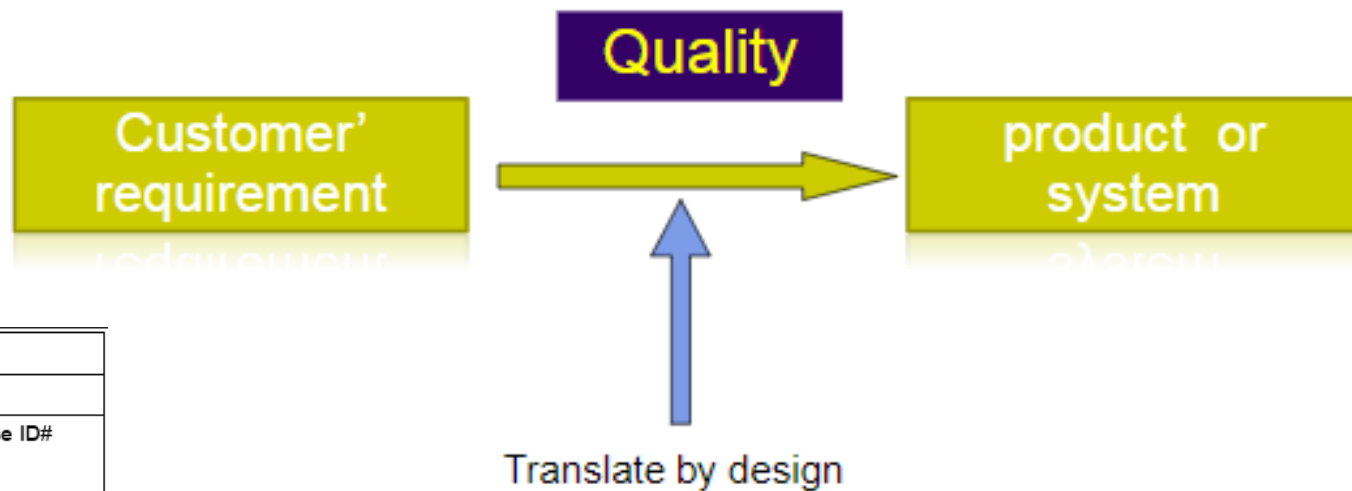 Quality
Customer’
requirement
product or
system
ID#
Translate by design